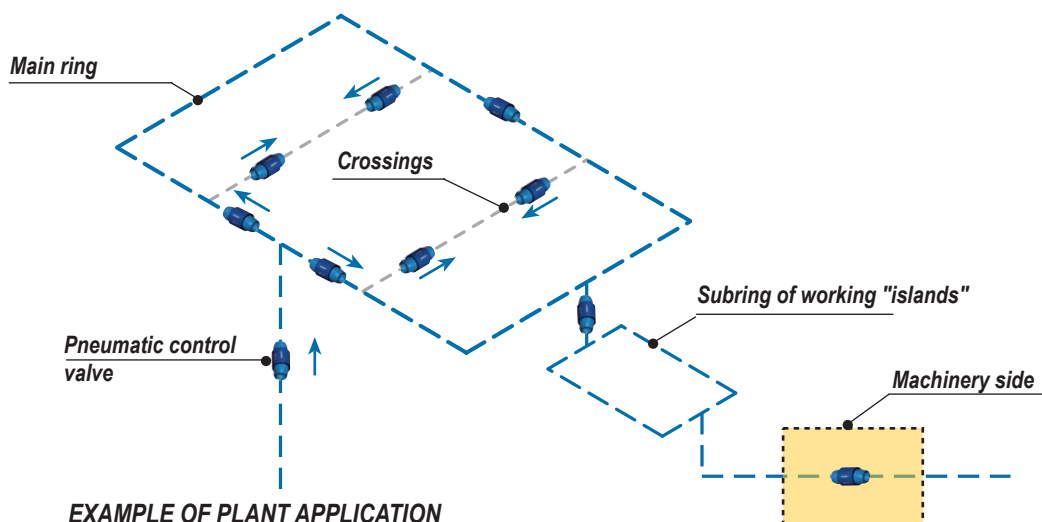 Main ring
Crossings
Subring of working "islands"
Pneumatic control
valve
Machinery side
EXAMPLE OF PLANT APPLICATION